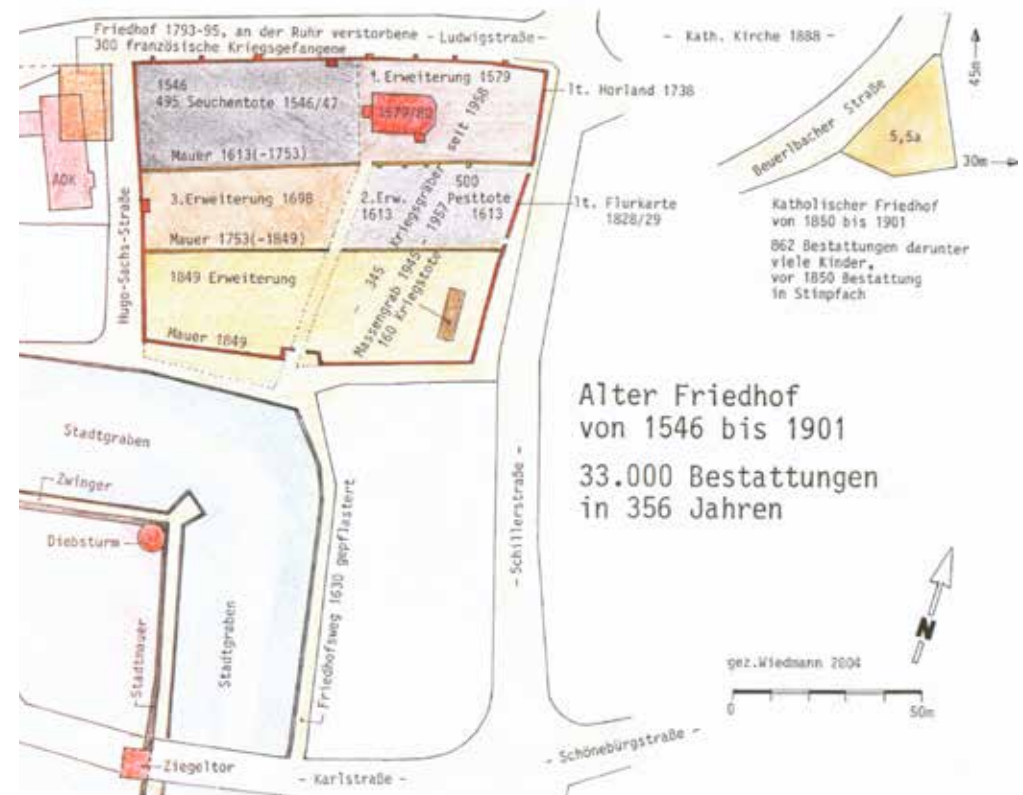 Friedhof 1793-95, an der Ruhr verstorbene
300 französische Kriegsgefangene
- Ludwigstraße -
- Kath. Kirche 1888 -
45m
1546
495 Seuchentote 1546/47
1. Erweiterung 1579
1579/80
lt. Horland 1738
Beuerlbacher Straße
5,5a
30m
AOK
Mauer 1613(-1753)
3.Erweiterung 1698
2.Erw.
1613
500
Pesttote
1613
lt. Flurkarte
1828/29
Katholischer Friedhof
von 1850 bis 1901
862 Bestattungen darunter
viele Kinder,
vor 1850 Bestattung
in Stimpfach
Mauer 1753(-1849)
Hugo-Sachs-Straße
1849 Erweiterung
- 345 Kriegsgräber seit 1958
Massengrab 1945 - 1957
160 Kriegstote
Mauer 1849
Alter Friedhof
von 1546 bis 1901
33.000 Bestattungen
in 356 Jahren
Stadtgraben
Zwinger
Diebsturm
Stadtmauer
Stadtgraben
Friedhofsweg 1630 gepflastert
- Schillerstraße -
N
gez.Wiedmann 2004
0
50m
Ziegeltor
- Karlstraße -
- Schönebürgstraße -